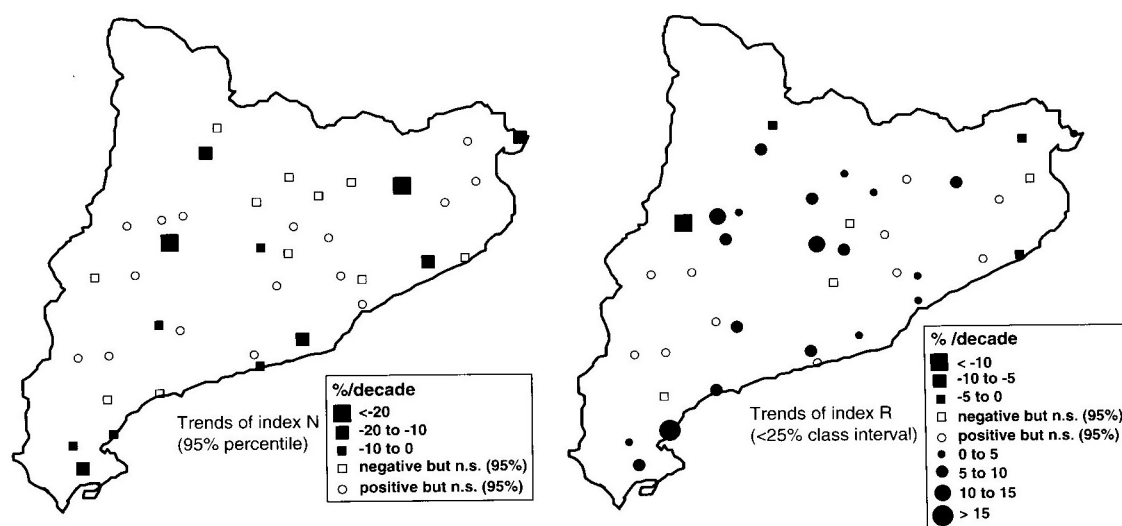 Trends of index N
(95% percentile)
%/decade
<-20
-20 to -10
-10 to 0
negative but n.s. (95%)
positive but n.s. (95%)
Trends of index R
(<25% class interval)
% /decade
< -10
-10 to -5
-5 to 0
negative but n.s. (95%)
positive but n.s. (95%)
0 to 5
5 to 10
10 to 15
> 15